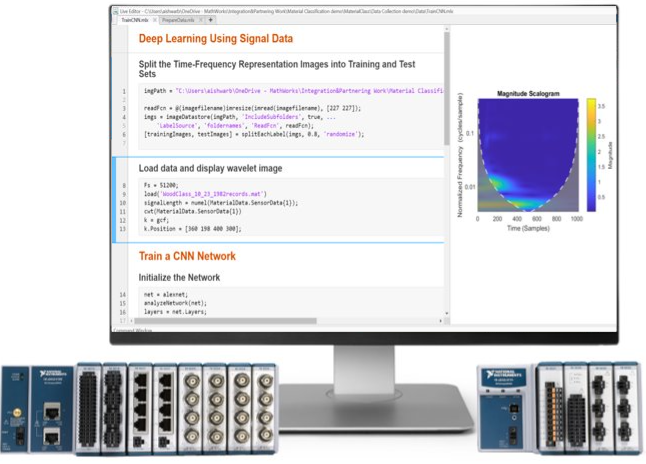 Live Editor - C:\Users\aishwarb\OneDrive - MathWorks\Integration&Partnering Work\Material Classification demo\MaterialClass\Data Collection demo\Data\TrainCNN.mlx
TrainCNN.mlx × PrepareData.mlx × +
Deep Learning Using Signal Data
Split the Time-Frequency Representation Images into Training and Test
Sets
1 imgPath = "C:\Users\aishwarb\OneDrive - MathWorks\Integration&Partnering Work\Material Classifi
2
3 readFcn = @(imagefilename)imresize(imread(imagefilename), [227 227]);
4 imgs = imageDatastore(imgPath, 'IncludeSubfolders', true, ...
5 'LabelSource', 'foldernames', 'ReadFcn', readFcn);
6 [trainingImages, testImages] = splitEachLabel(imgs, 0.8, 'randomize');
7
Load data and display wavelet image
8 Fs = 51200;
9 load('WoodClass_10_23_1982records.mat')
10 signalLength = numel(MaterialData.SensorData{1});
11 cwt(MaterialData.SensorData{1})
12 k = gcf;
13 k.Position = [360 198 400 300];
Train a CNN Network
Initialize the Network
14 net = alexnet;
15 analyzeNetwork(net);
16 layers = net.Layers;
17
Command Window
Magnitude Scalogram
Normalized Frequency (cycles/sample)
0.1
0.01
0 200 400 600 800 1000
Time (Samples)
3.5
3
2.5
2
1.5
1
0.5
Magnitude
NATIONAL
INSTRUMENTS
NATIONAL
INSTRUMENTS